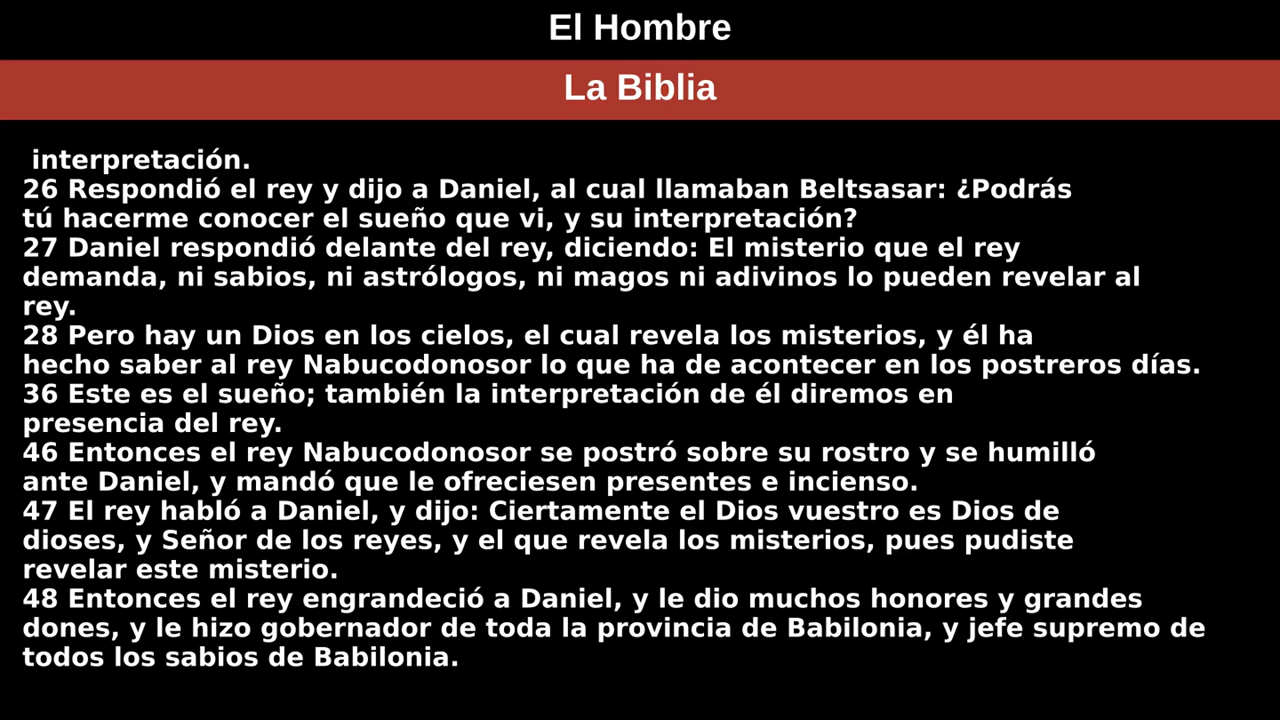 El Hombre
La Biblia
interpretación.
26 Respondió el rey y dijo a Daniel, al cual llamaban Beltsasar: ¿Podrás
tú hacerme conocer el sueño que vi, y su interpretación?
27 Daniel respondió delante del rey, diciendo: El misterio que el rey
demanda, ni sabios, ni astrólogos, ni magos ni adivinos lo pueden revelar al
rey.
28 Pero hay un Dios en los cielos, el cual revela los misterios, y él ha
hecho saber al rey Nabucodonosor lo que ha de acontecer en los postreros días.
36 Este es el sueño; también la interpretación de él diremos en
presencia del rey.
46 Entonces el rey Nabucodonosor se postró sobre su rostro y se humilló
ante Daniel, y mandó que le ofreciesen presentes e incienso.
47 El rey habló a Daniel, y dijo: Ciertamente el Dios vuestro es Dios de
dioses, y Señor de los reyes, y el que revela los misterios, pues pudiste
revelar este misterio.
48 Entonces el rey engrandeció a Daniel, y le dio muchos honores y grandes
dones, y le hizo gobernador de toda la provincia de Babilonia, y jefe supremo de
todos los sabios de Babilonia.